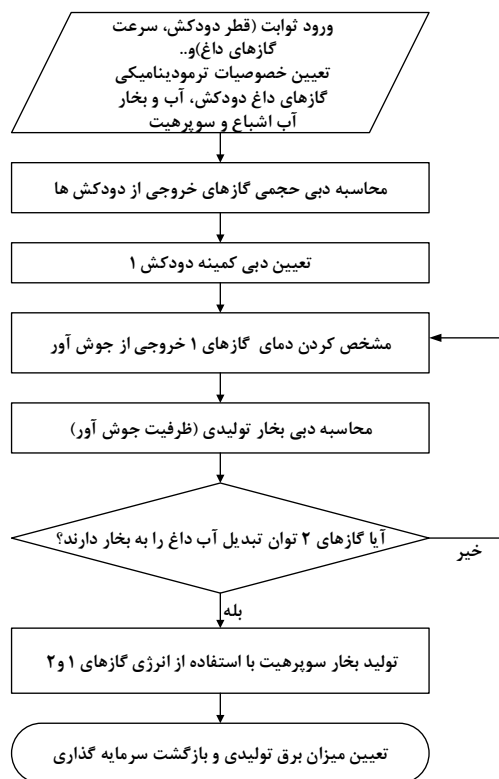 ورود ثوابت (قطر دودکش، سرعت
گازهای داغ)و..
تعیین خصوصیات ترمودینامیکی
گازهای داغ دودکش، آب و بخار
آب اشباع و سوپرهیت
محاسبه دبی حجمی گازهای خروجی از دودکش ها
تعیین دبی کمینه دودکش ۱
مشخص کردن دمای گازهای ۱ خروجی از جوش آور
محاسبه دبی بخار تولیدی (ظرفیت جوش آور)
آیا گازهای ۲ توان تبدیل آب داغ را به بخار دارند؟
خیر
بله
تولید بخار سوپرهیت با استفاده از انرژی گازهای ۱ و۲
تعیین میزان برق تولیدی و بازگشت سرمایه گذاری